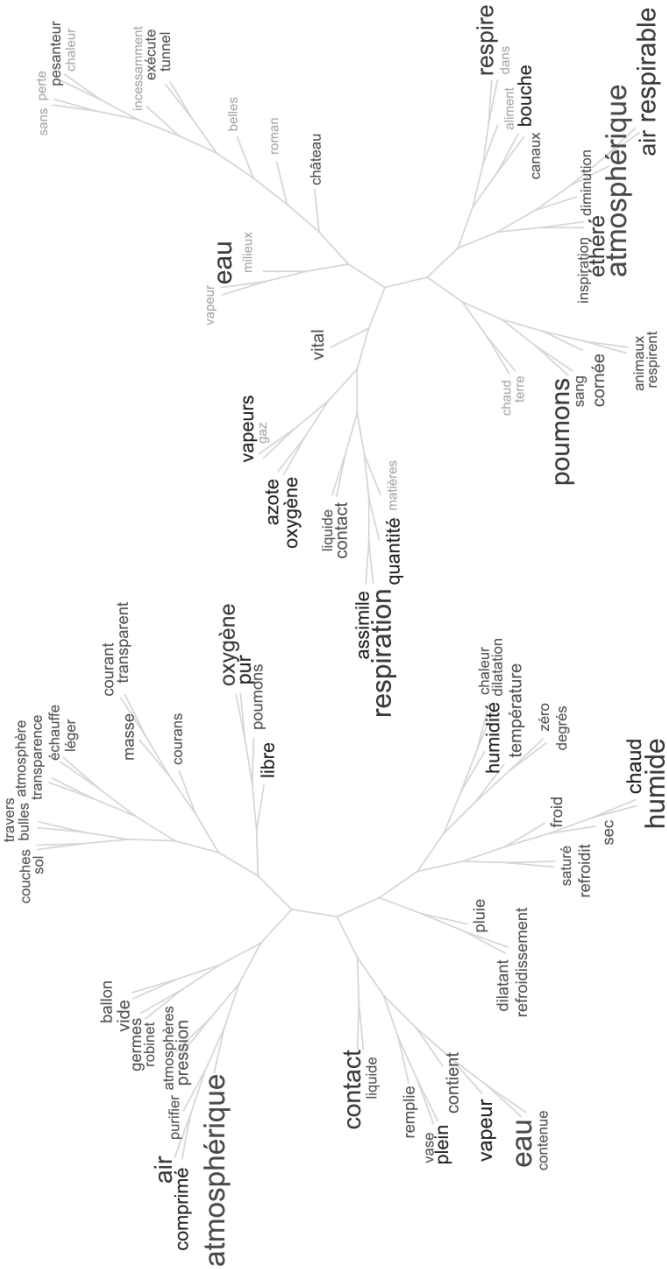 sans
perte
pesanteur
chaleur
incessamment
exécute
tunnel
belles
roman
château
eau
milieux
vapeur
respire
dans
aliment
bouche
canaux
air respirable
atmosphérique
diminution
éthéré
inspiration
vital
chaud
terre
poumons
sang
cornée
animaux
respirent
vapeurs
gaz
azote
oxygène
liquide
contact
matières
quantité
assimile
respiration
travers
bulles
couches
sol
atmosphère
transparence
échauffe
léger
courant
transparent
masse
courans
oxygène
pur
poumons
libre
chaleur
dilatation
humidité
température
zéro
degrés
froid
chaud
humide
sec
saturé
refroidit
pluie
dilatant
refroidissement
ballon
vide
germes
robinet
atmosphères
pression
purifier
air
comprimé
atmosphérique
contact
liquide
remplie
vase
plein
contient
vapeur
eau
contenue